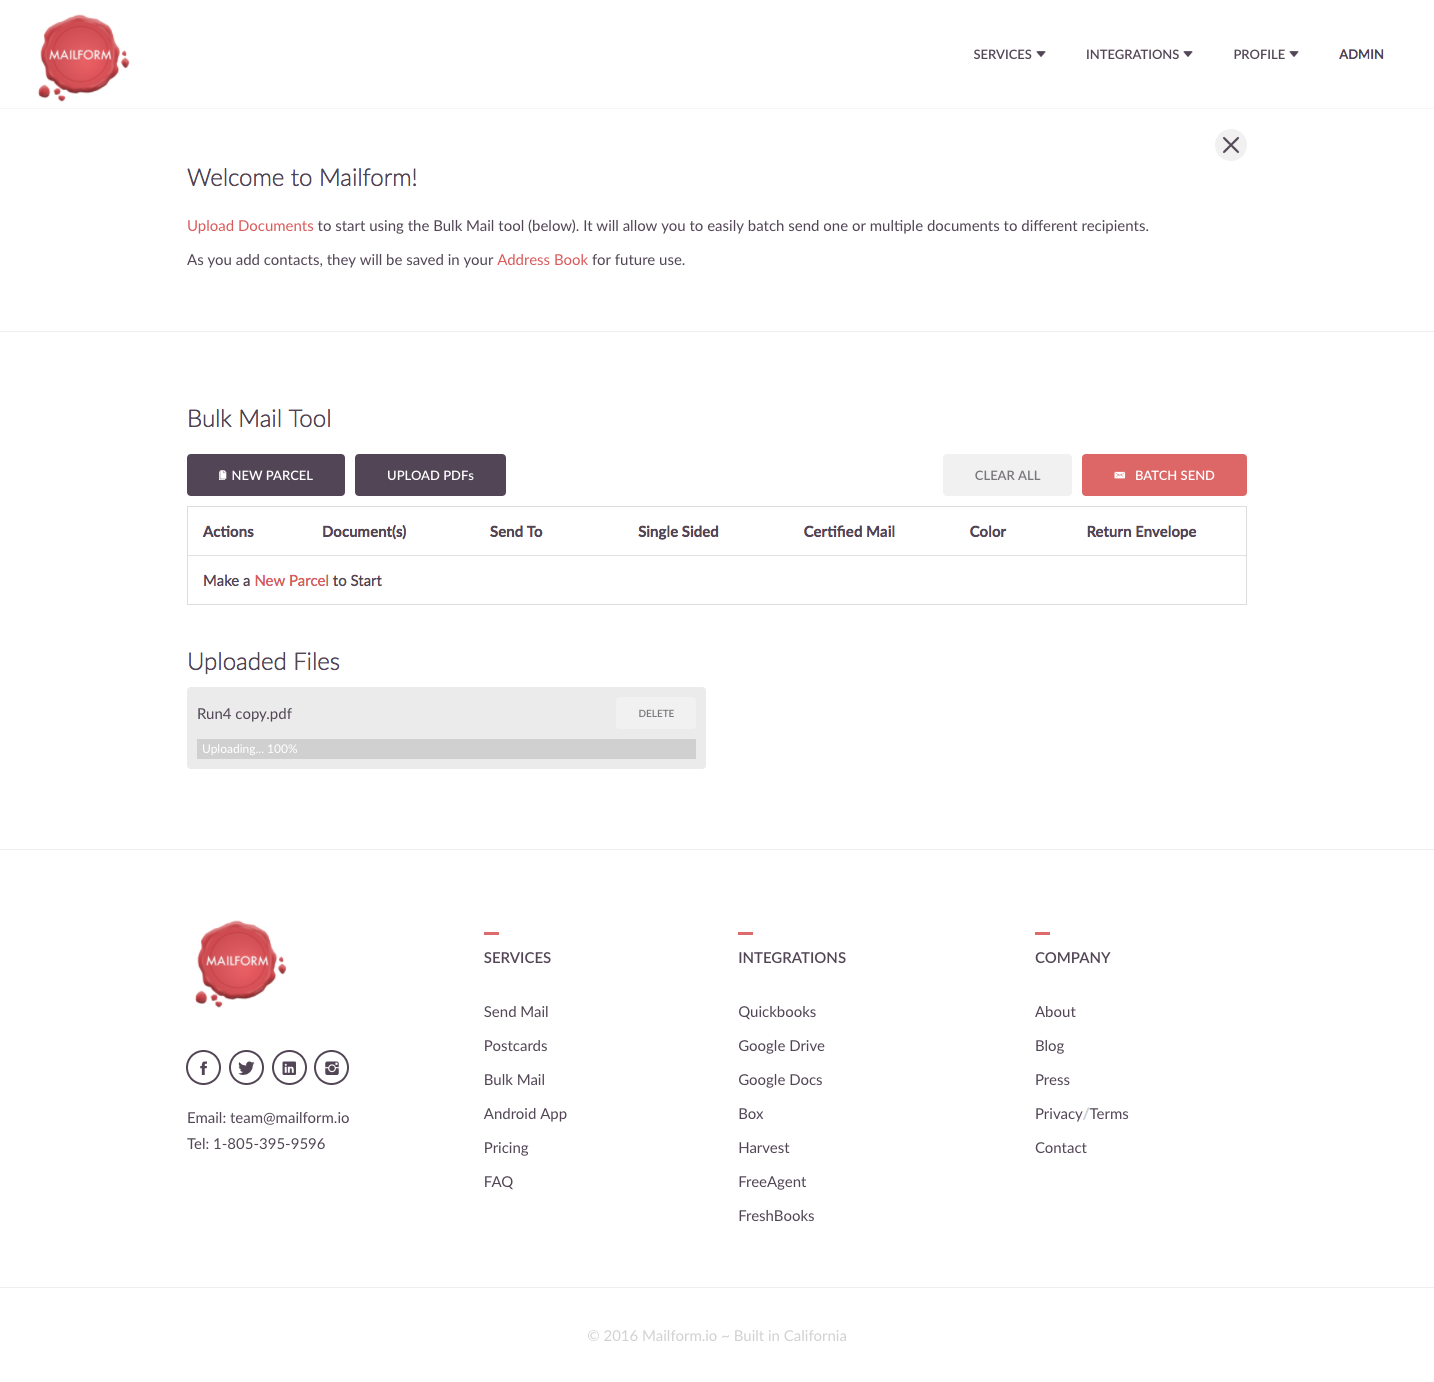 MAILFORM
SERVICES INTEGRATIONS PROFILE ADMIN
Welcome to Mailform!
Upload Documents to start using the Bulk Mail tool (below). It will allow you to easily batch send one or multiple documents to different recipients.
As you add contacts, they will be saved in your Address Book for future use.
Bulk Mail Tool
NEW PARCEL UPLOAD PDFs CLEAR ALL BATCH SEND
Actions Document(s) Send To Single Sided Certified Mail Color Return Envelope
Make a New Parcel to Start
Uploaded Files
Run4 copy.pdf DELETE
Uploading... 100%
MAILFORM
Email: team@mailform.io
Tel: 1-805-395-9596
SERVICES
Send Mail
Postcards
Bulk Mail
Android App
Pricing
FAQ
INTEGRATIONS
Quickbooks
Google Drive
Google Docs
Box
Harvest
FreeAgent
FreshBooks
COMPANY
About
Blog
Press
Privacy/Terms
Contact
© 2016 Mailform.io ~ Built in California